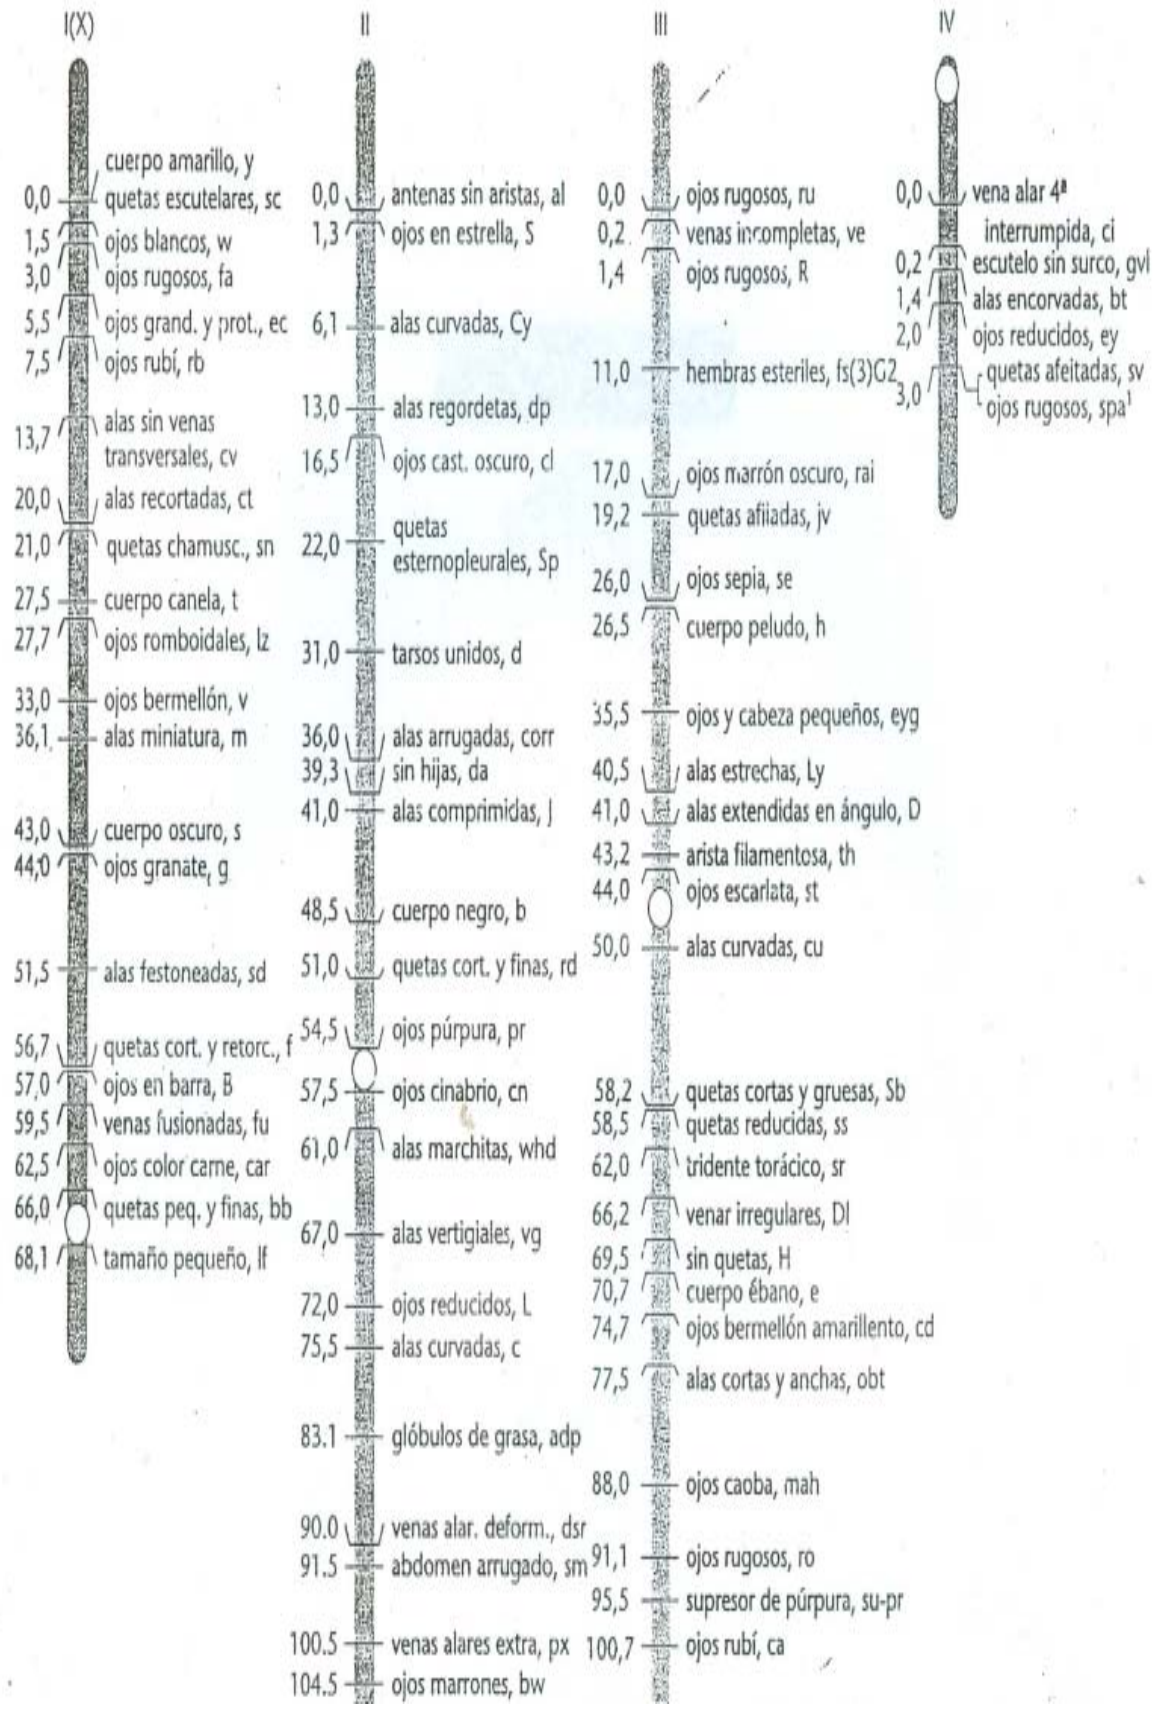 I(X)
cuerpo amarillo, y
0,0 quetas escutelares, sc
1,5 ojos blancos, w
3,0 ojos rugosos, fa
5,5 ojos grand. y prot., ec
7,5 ojos rubí, rb
13,7 alas sin venas
transversales, cv
20,0 alas recortadas, ct
21,0 quetas chamusc., sn
27,5 cuerpo canela, t
27,7 ojos romboidales, lz
33,0 ojos bermellón, v
36,1 alas miniatura, m
43,0 cuerpo oscuro, s
44,0 ojos granate, g
51,5 alas festoneadas, sd
56,7 quetas cort. y retorc., f
57,0 ojos en barra, B
59,5 venas fusionadas, fu
62,5 ojos color carne, car
66,0 quetas peq. y finas, bb
68,1 tamaño pequeño, lf
II
0,0 antenas sin aristas, al
1,3 ojos en estrella, S
6,1 alas curvadas, Cy
13,0 alas regordetas, dp
16,5 ojos cast. oscuro, cl
22,0 quetas
esternopleurales, Sp
31,0 tarsos unidos, d
36,0 alas arrugadas, corr
39,3 sin hijas, da
41,0 alas comprimidas, J
48,5 cuerpo negro, b
51,0 quetas cort. y finas, rd
54,5 ojos púrpura, pr
57,5 ojos cinabrio, cn
61,0 alas marchitas, whd
67,0 alas vertigiales, vg
72,0 ojos reducidos, L
75,5 alas curvadas, c
83.1 glóbulos de grasa, adp
90.0 venas alar. deform., dsr
91.5 abdomen arrugado, sm
100.5 venas alares extra, px
104.5 ojos marrones, bw
III
0,0 ojos rugosos, ru
0,2 venas incompletas, ve
1,4 ojos rugosos, R
11,0 hembras esteriles, fs(3)G2
17,0 ojos marrón oscuro, rai
19,2 quetas afiladas, jv
26,0 ojos sepia, se
26,5 cuerpo peludo, h
35,5 ojos y cabeza pequeños, eyg
40,5 alas estrechas, Ly
41,0 alas extendidas en ángulo, D
43,2 arista filamentosa, th
44,0 ojos escarlata, st
50,0 alas curvadas, cu
58,2 quetas cortas y gruesas, Sb
58,5 quetas reducidas, ss
62,0 tridente torácico, sr
66,2 venar irregulares, Dl
69,5 sin quetas, H
70,7 cuerpo ébano, e
74,7 ojos bermellón amarillento, cd
77,5 alas cortas y anchas, obt
88,0 ojos caoba, mah
91,1 ojos rugosos, ro
95,5 supresor de púrpura, su-pr
100,7 ojos rubí, ca
IV
0,0 vena alar 4ª
interrumpida, ci
0,2 escutelo sin surco, gvl
1,4 alas encorvadas, bt
2,0 ojos reducidos, ey
quetas afeitadas, sv
3,0 ojos rugosos, spa¹